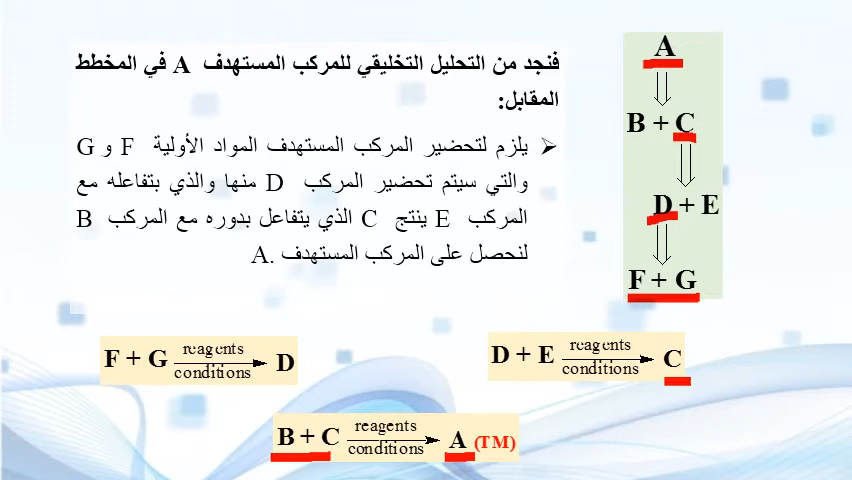 فنجد من التحليل التخليقي للمركب المستهدف A في المخطط
المقابل:
يلزم لتحضير المركب المستهدف المواد الأولية F و G
والتي سيتم تحضير المركب D منها والذي بتفاعله مع
المركب E ينتج C الذي يتفاعل بدوره مع المركب B
لنحصل على المركب المستهدف A.
A
B + C
D + E
F + G
F + G reagents conditions D
D + E reagents conditions C
B + C reagents conditions A (TM)